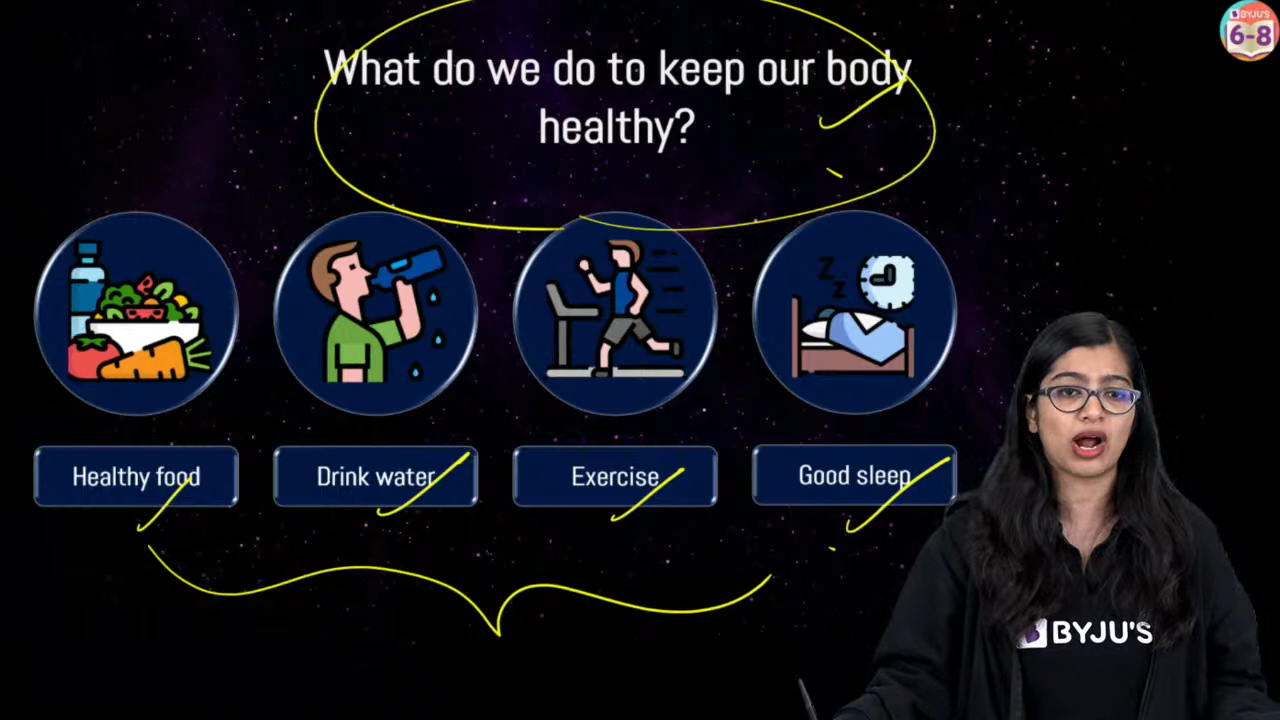 BYJU'S
6-8
What do we do to keep our body
healthy?
Z
Z
Z
Healthy food
Drink water
Exercise
Good sleep
BYJU'S